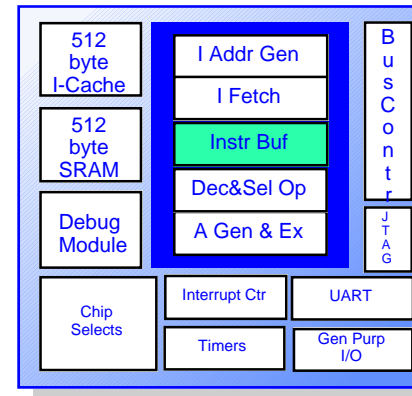 512
byte
I-Cache
512
byte
SRAM
Debug
Module
I Addr Gen
I Fetch
Instr Buf
Dec&Sel Op
A Gen & Ex
B
u
s
C
o
n
t
r
J
T
A
G
Chip
Selects
Interrupt Ctr
UART
Timers
Gen Purp
I/O